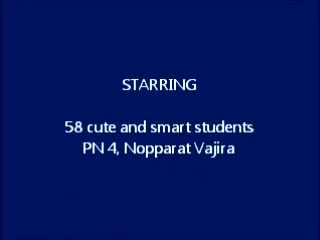 STARRING
58 cute and smart students
PN 4, Nopparat Vajira